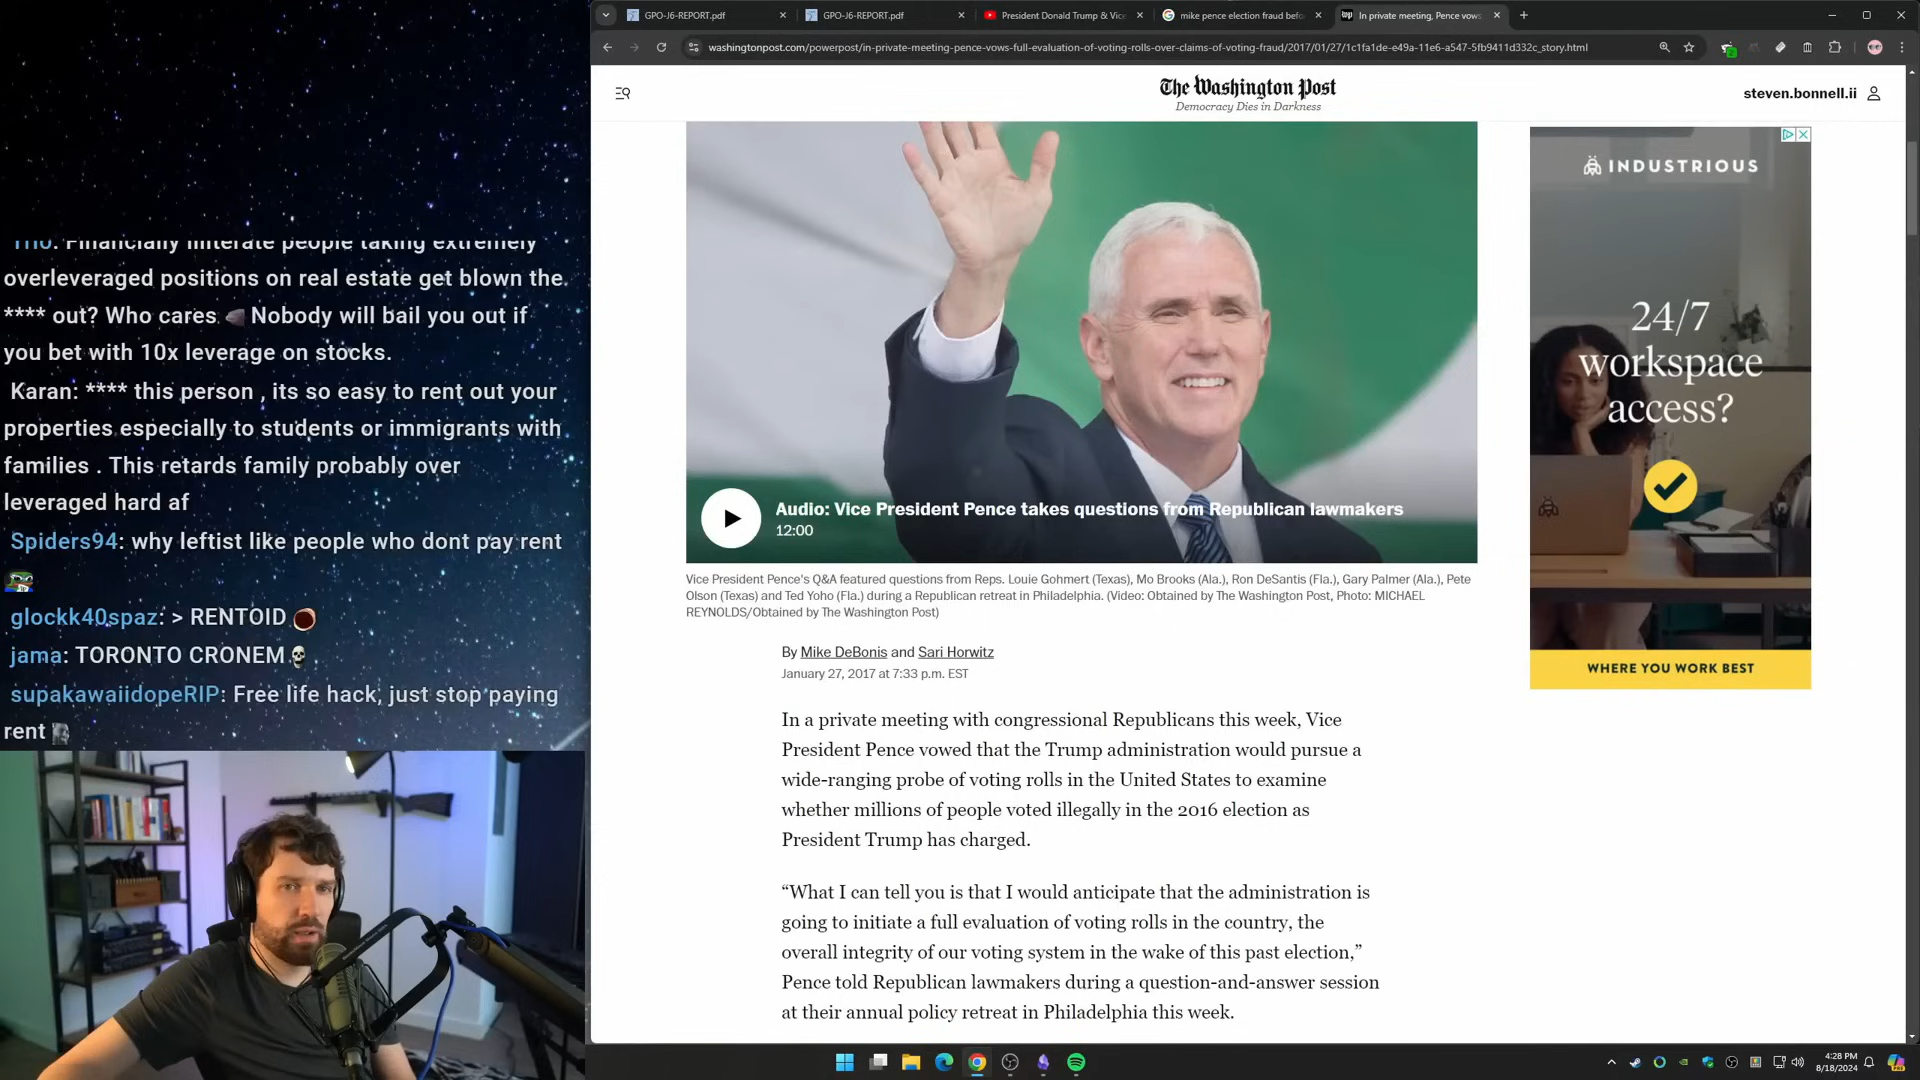 GPO-J6-REPORT.pdf
GPO-J6-REPORT.pdf
President Donald Trump & Vice
mike pence election fraud befo
In private meeting, Pence vows
washingtonpost.com/powerpost/in-private-meeting-pence-vows-full-evaluation-of-voting-rolls-over-claims-of-voting-fraud/2017/01/27/1c1fa1de-e49a-11e6-a547-5fb9411d332c_story.html
The Washington Post
Democracy Dies in Darkness
steven.bonnell.ii
Trio: Financially illiterate people taking extremely
overleveraged positions on real estate get blown the
**** out? Who cares Nobody will bail you out if
you bet with 10x leverage on stocks.
Karan: **** this person , its so easy to rent out your
properties especially to students or immigrants with
families . This retards family probably over
leveraged hard af
Spiders94: why leftist like people who dont pay rent
glockk40spaz: > RENTOID
jama: TORONTO CRONEM
supakawaiidopeRIP: Free life hack, just stop paying
rent
Audio: Vice President Pence takes questions from Republican lawmakers
12:00
Vice President Pence's Q&A featured questions from Reps. Louie Gohmert (Texas), Mo Brooks (Ala.), Ron DeSantis (Fla.), Gary Palmer (Ala.), Pete
Olson (Texas) and Ted Yoho (Fla.) during a Republican retreat in Philadelphia. (Video: Obtained by The Washington Post, Photo: MICHAEL
REYNOLDS/Obtained by The Washington Post)
By Mike DeBonis and Sari Horwitz
January 27, 2017 at 7:33 p.m. EST
In a private meeting with congressional Republicans this week, Vice
President Pence vowed that the Trump administration would pursue a
wide-ranging probe of voting rolls in the United States to examine
whether millions of people voted illegally in the 2016 election as
President Trump has charged.
“What I can tell you is that I would anticipate that the administration is
going to initiate a full evaluation of voting rolls in the country, the
overall integrity of our voting system in the wake of this past election,”
Pence told Republican lawmakers during a question-and-answer session
at their annual policy retreat in Philadelphia this week.
INDUSTRIOUS
24/7
workspace
access?
WHERE YOU WORK BEST
4:28 PM
8/18/2024